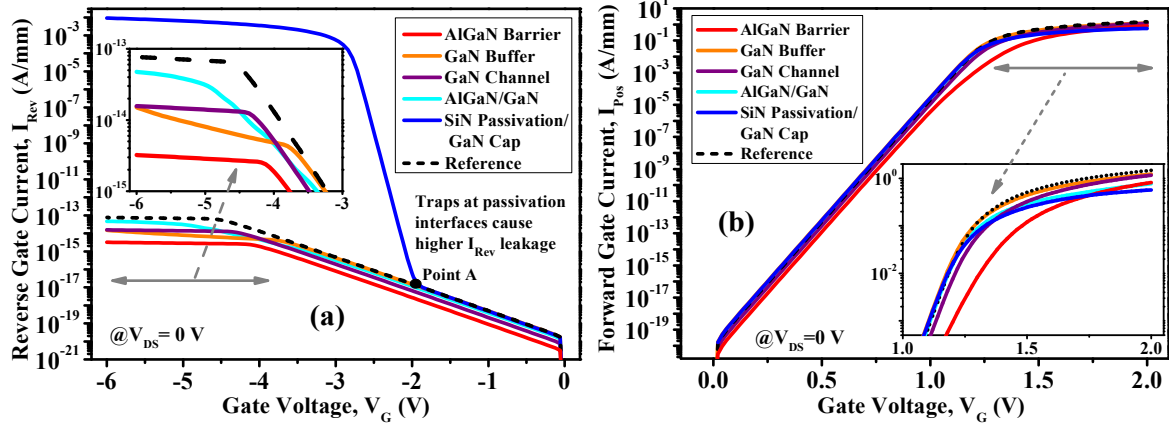 Reverse Gate Current, I_Rev (A/mm)
10^-3
10^-5
10^-7
10^-9
10^-11
10^-13
10^-15
10^-17
10^-19
10^-21
10^-13
10^-14
10^-15
-6 -5 -4 -3
AlGaN Barrier
GaN Buffer
GaN Channel
AlGaN/GaN
SiN Passivation/
GaN Cap
Reference
Traps at passivation
interfaces cause
higher I_Rev leakage
Point A
(a)
@V_DS= 0 V
-6 -5 -4 -3 -2 -1 0
Gate Voltage, V_G (V)
Forward Gate Current, I_Pos (A/mm)
10^1
10^-1
10^-3
10^-5
10^-7
10^-9
10^-11
10^-13
10^-15
10^-17
10^-19
AlGaN Barrier
GaN Buffer
GaN Channel
AlGaN/GaN
SiN Passivation/
GaN Cap
Reference
10^0
10^-2
1.0 1.5 2.0
(b)
@V_DS=0 V
0.0 0.5 1.0 1.5 2.0
Gate Voltage, V_G (V)